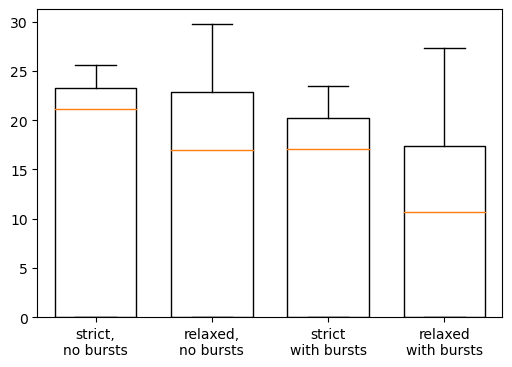 30
25
20
15
10
5
0
strict,
no bursts
relaxed,
no bursts
strict
with bursts
relaxed
with bursts